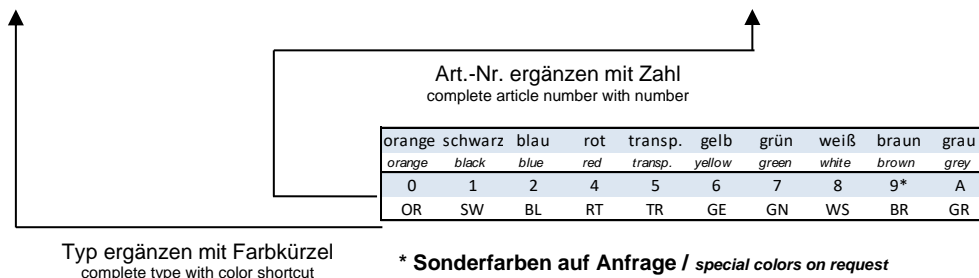 Art.-Nr. ergänzen mit Zahl
complete article number with number
orange schwarz blau rot transp. gelb grün weiß braun grau
orange black blue red transp. yellow green white brown grey
0 1 2 4 5 6 7 8 9* A
OR SW BL RT TR GE GN WS BR GR
Typ ergänzen mit Farbkürzel
complete type with color shortcut
* Sonderfarben auf Anfrage / special colors on request